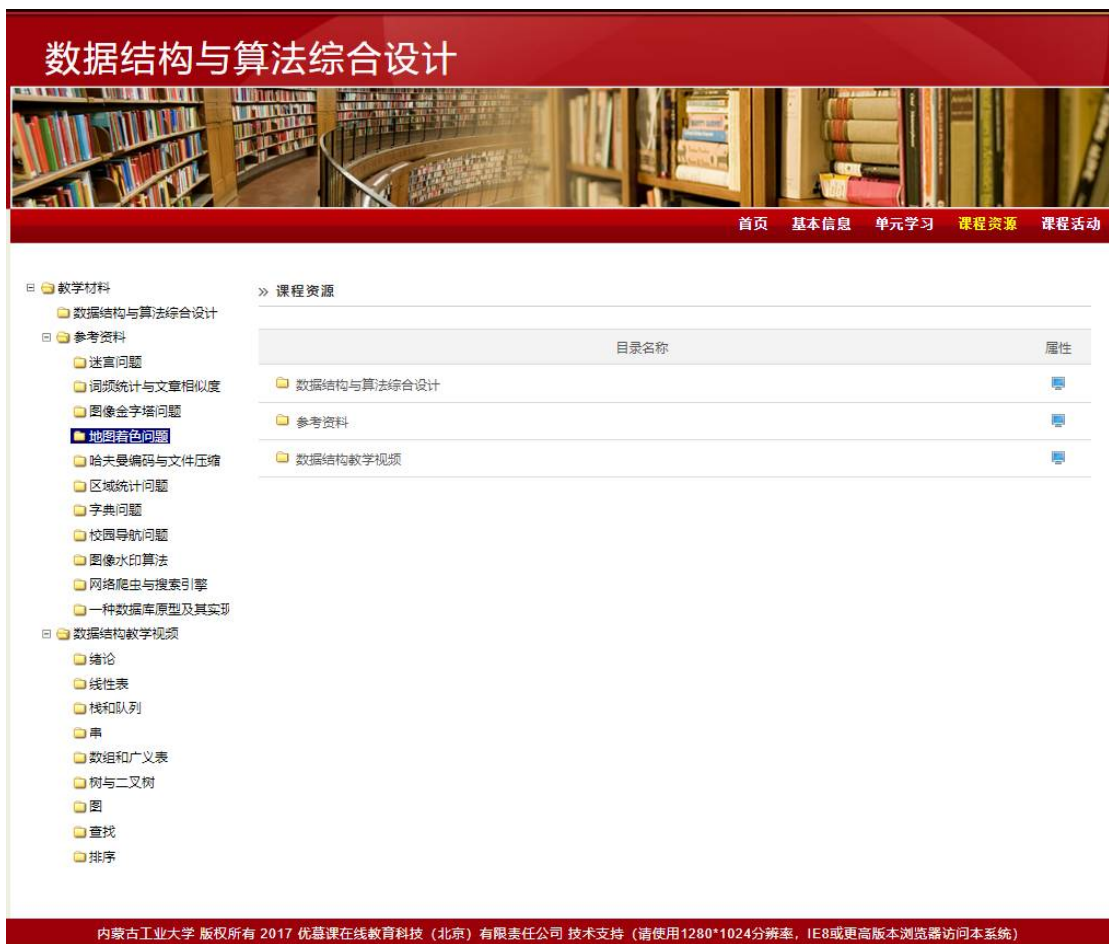 数据结构与算法综合设计
首页 基本信息 单元学习 课程资源 课程活动
教学材料
数据结构与算法综合设计
参考资料
迷宫问题
词频统计与文章相似度
图像金字塔问题
地图着色问题
哈夫曼编码与文件压缩
区域统计问题
字典问题
校园导航问题
图像水印算法
网络爬虫与搜索引擎
一种数据库原型及其实现
数据结构教学视频
绪论
线性表
栈和队列
串
数组和广义表
树与二叉树
图
查找
排序
» 课程资源
目录名称 属性
数据结构与算法综合设计
参考资料
数据结构教学视频
内蒙古工业大学 版权所有 2017 优慕课在线教育科技（北京）有限责任公司 技术支持（请使用1280*1024分辨率，IE8或更高版本浏览器访问本系统）